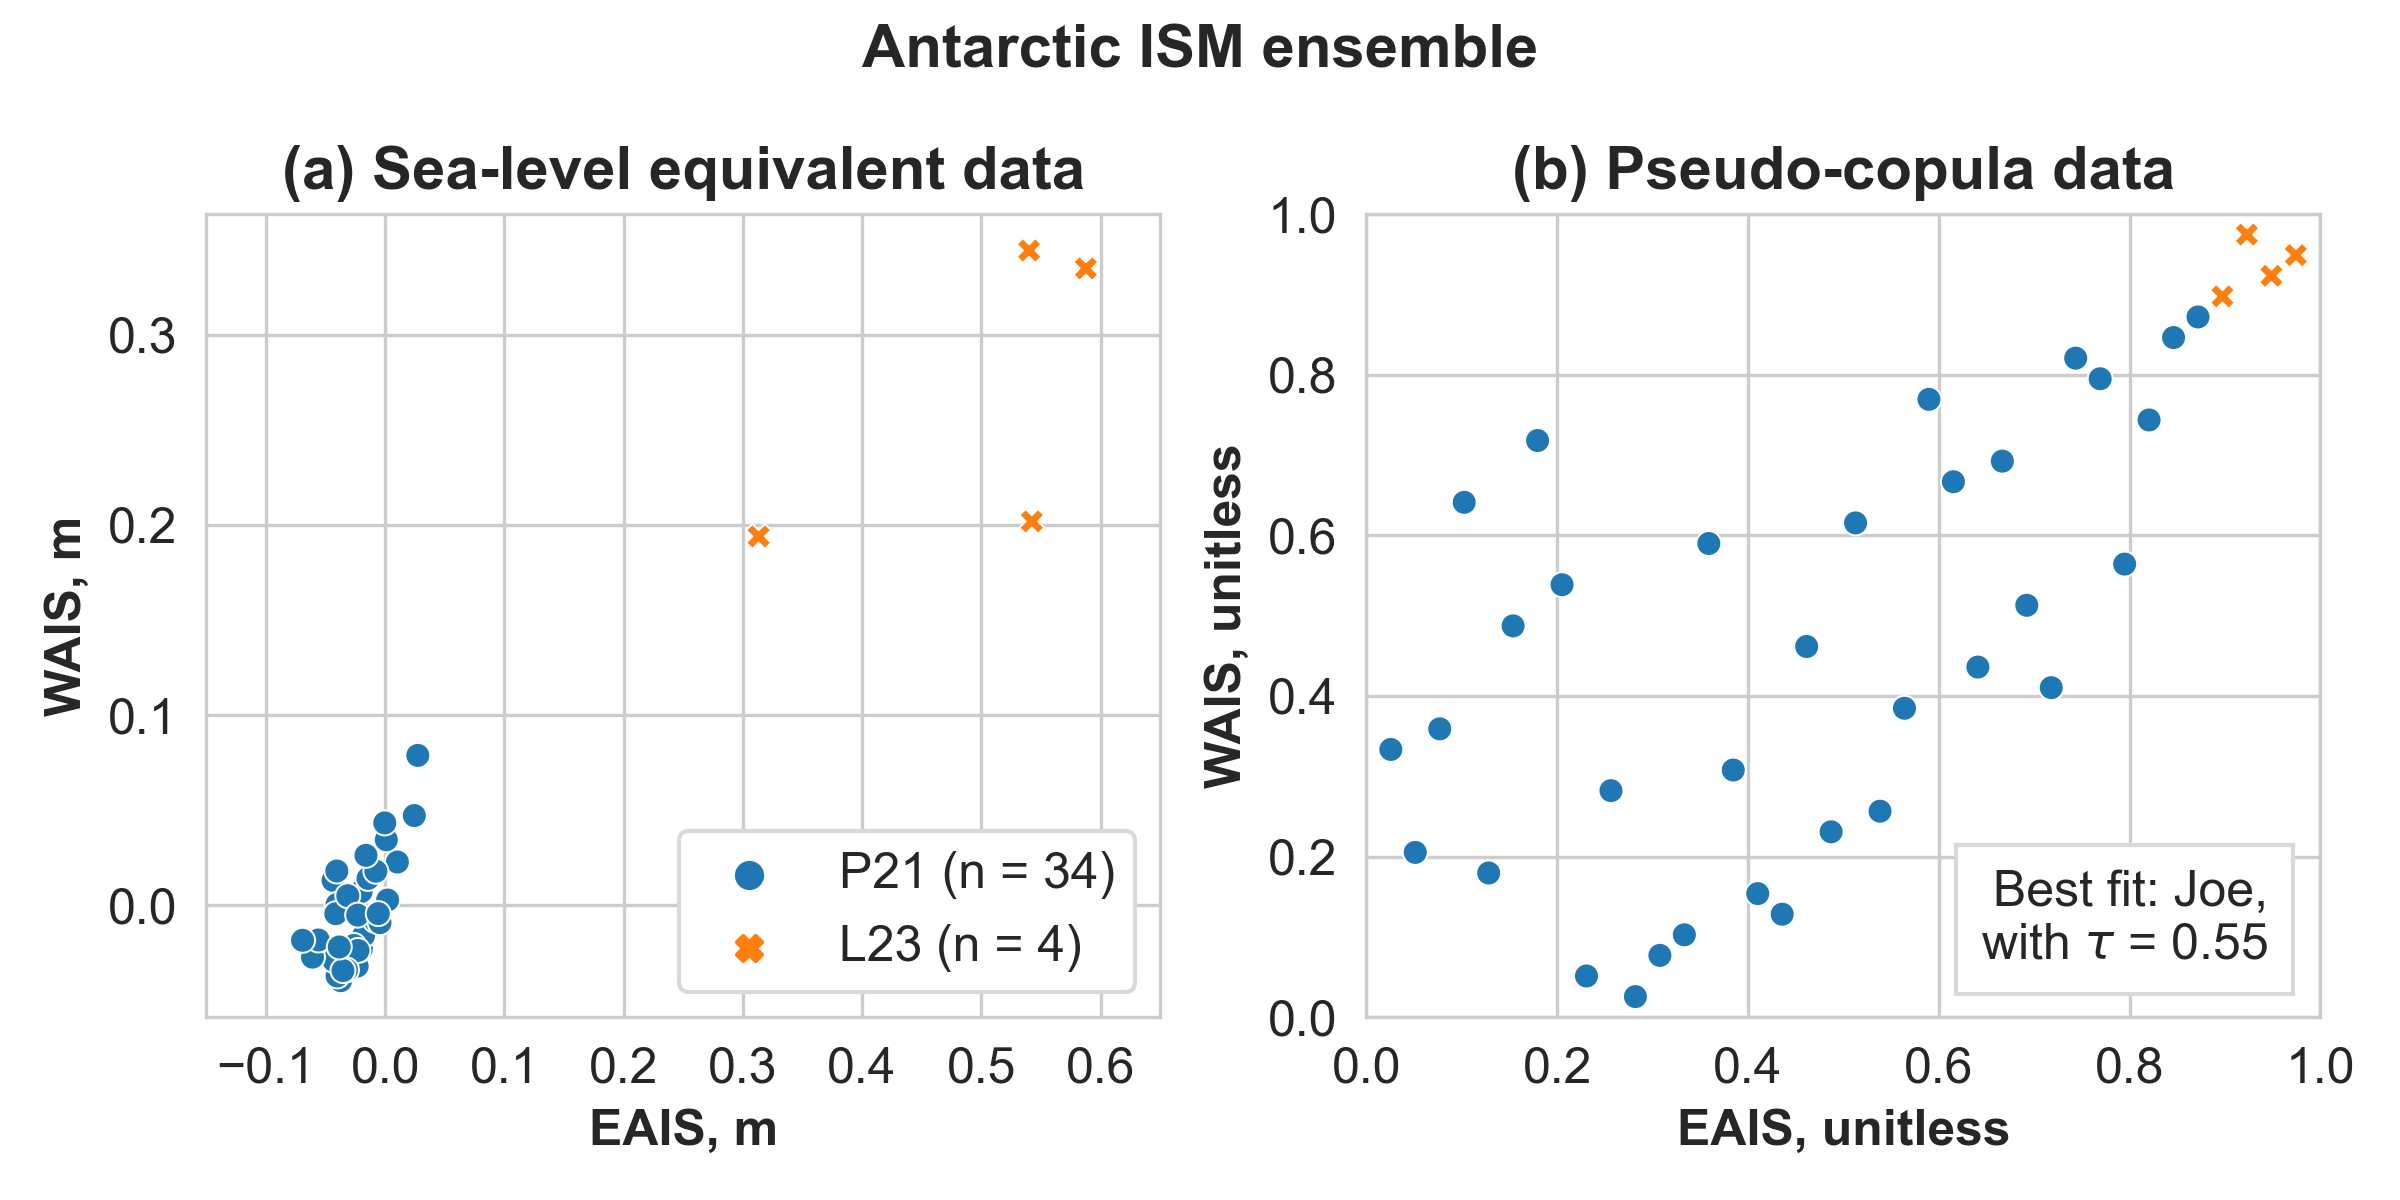 Antarctic ISM ensemble
(a) Sea-level equivalent data
WAIS, m
0.3
0.2
0.1
0.0
−0.1 0.0 0.1 0.2 0.3 0.4 0.5 0.6
EAIS, m
P21 (n = 34)
L23 (n = 4)
(b) Pseudo-copula data
WAIS, unitless
1.0
0.8
0.6
0.4
0.2
0.0
0.0 0.2 0.4 0.6 0.8 1.0
EAIS, unitless
Best fit: Joe,
with τ = 0.55